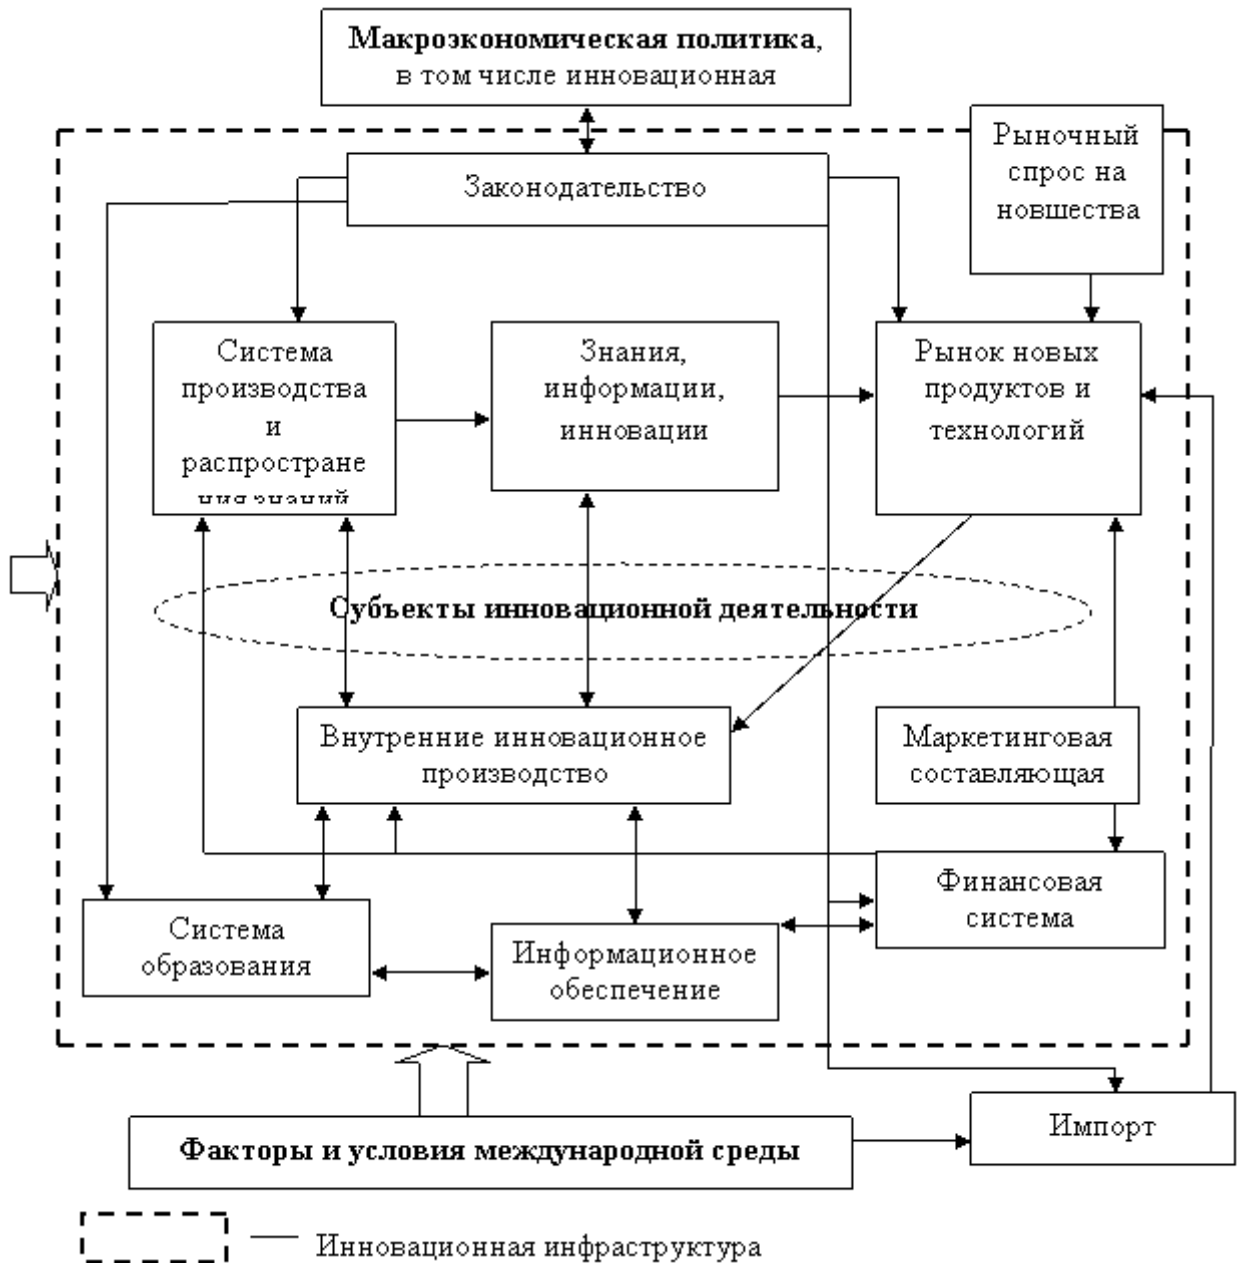 Макроэкономическая политика,
в том числе инновационная
Рыночный
спрос на
новшества
Законодательство
Система
производства
и
распростране
ния знаний
Знания,
информации,
инновации
Рынок новых
продуктов и
технологий
Субъекты инновационной деятельности
Внутренние инновационное
производство
Маркетинговая
составляющая
Финансовая
система
Система
образования
Информационное
обеспечение
Факторы и условия международной среды
Импорт
Инновационная инфраструктура